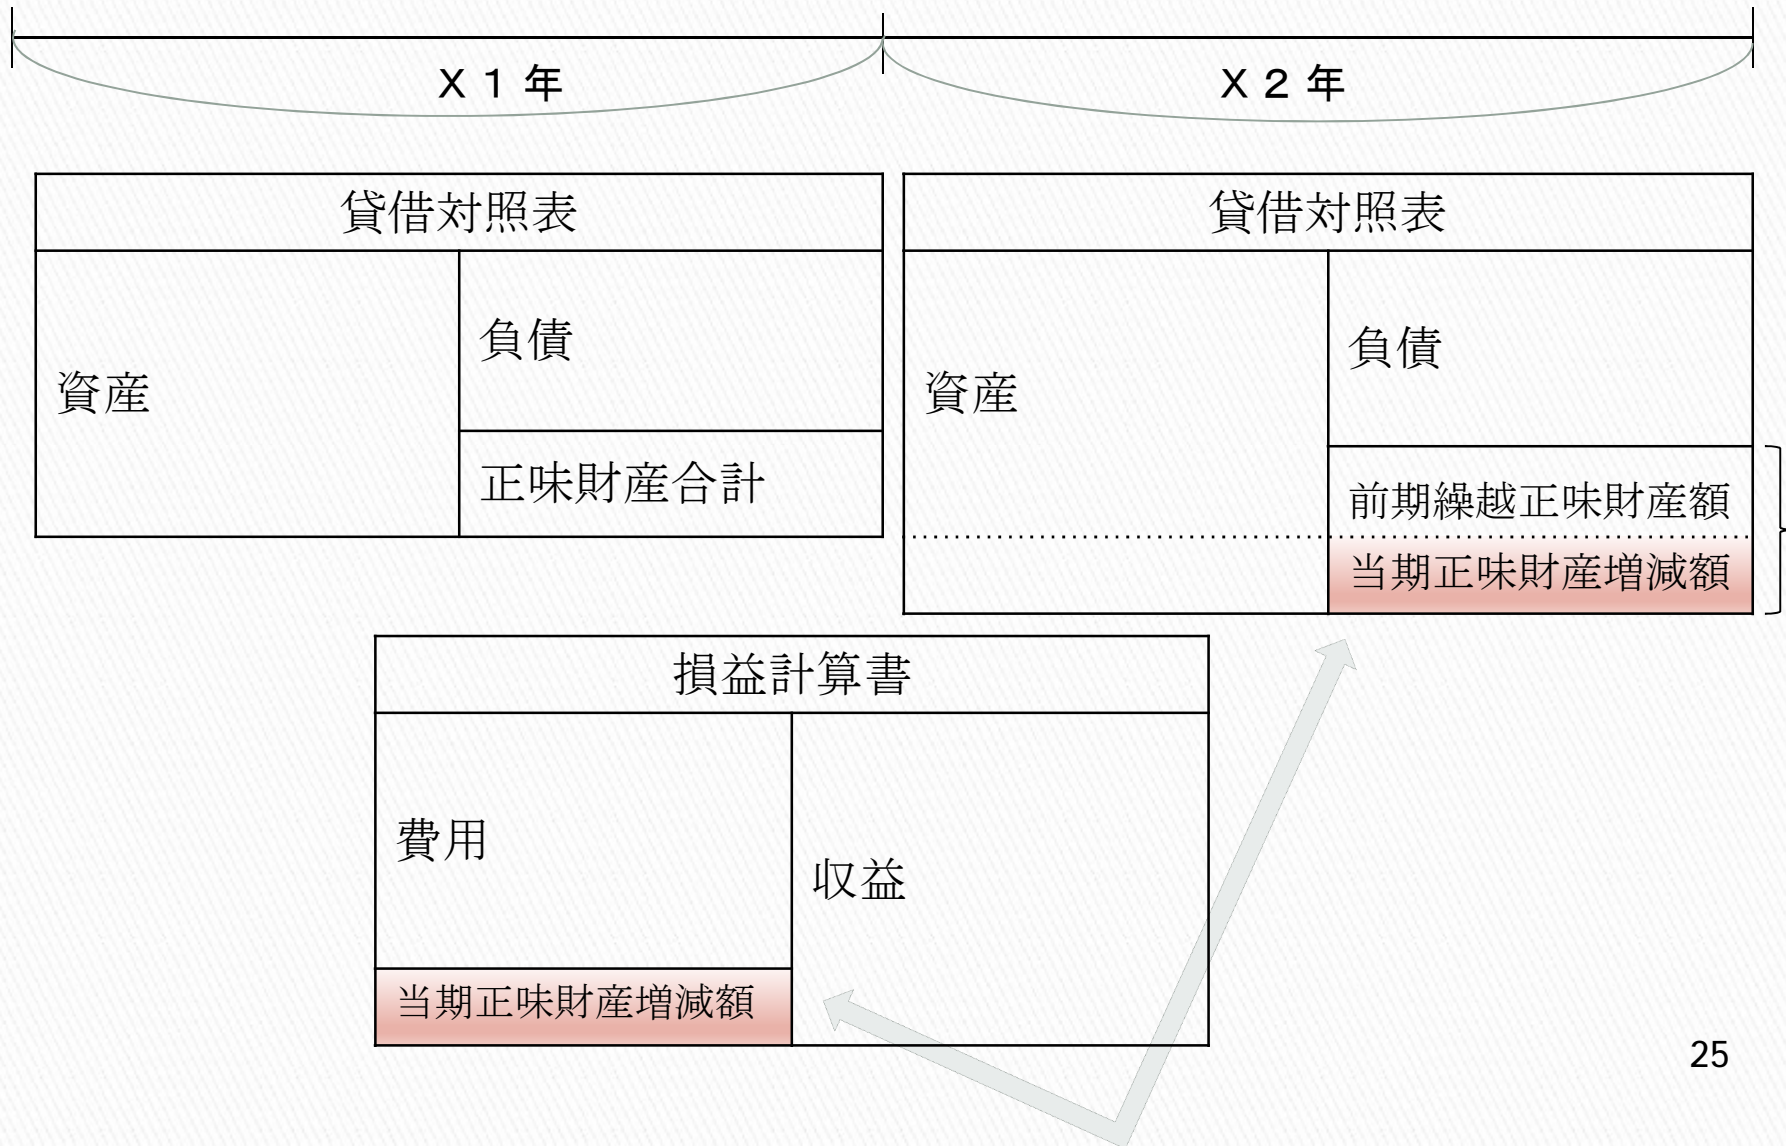 X１年
X２年
貸借対照表
資産
負債
正味財産合計
貸借対照表
資産
負債
前期繰越正味財産額
当期正味財産増減額
損益計算書
費用
収益
当期正味財産増減額
25